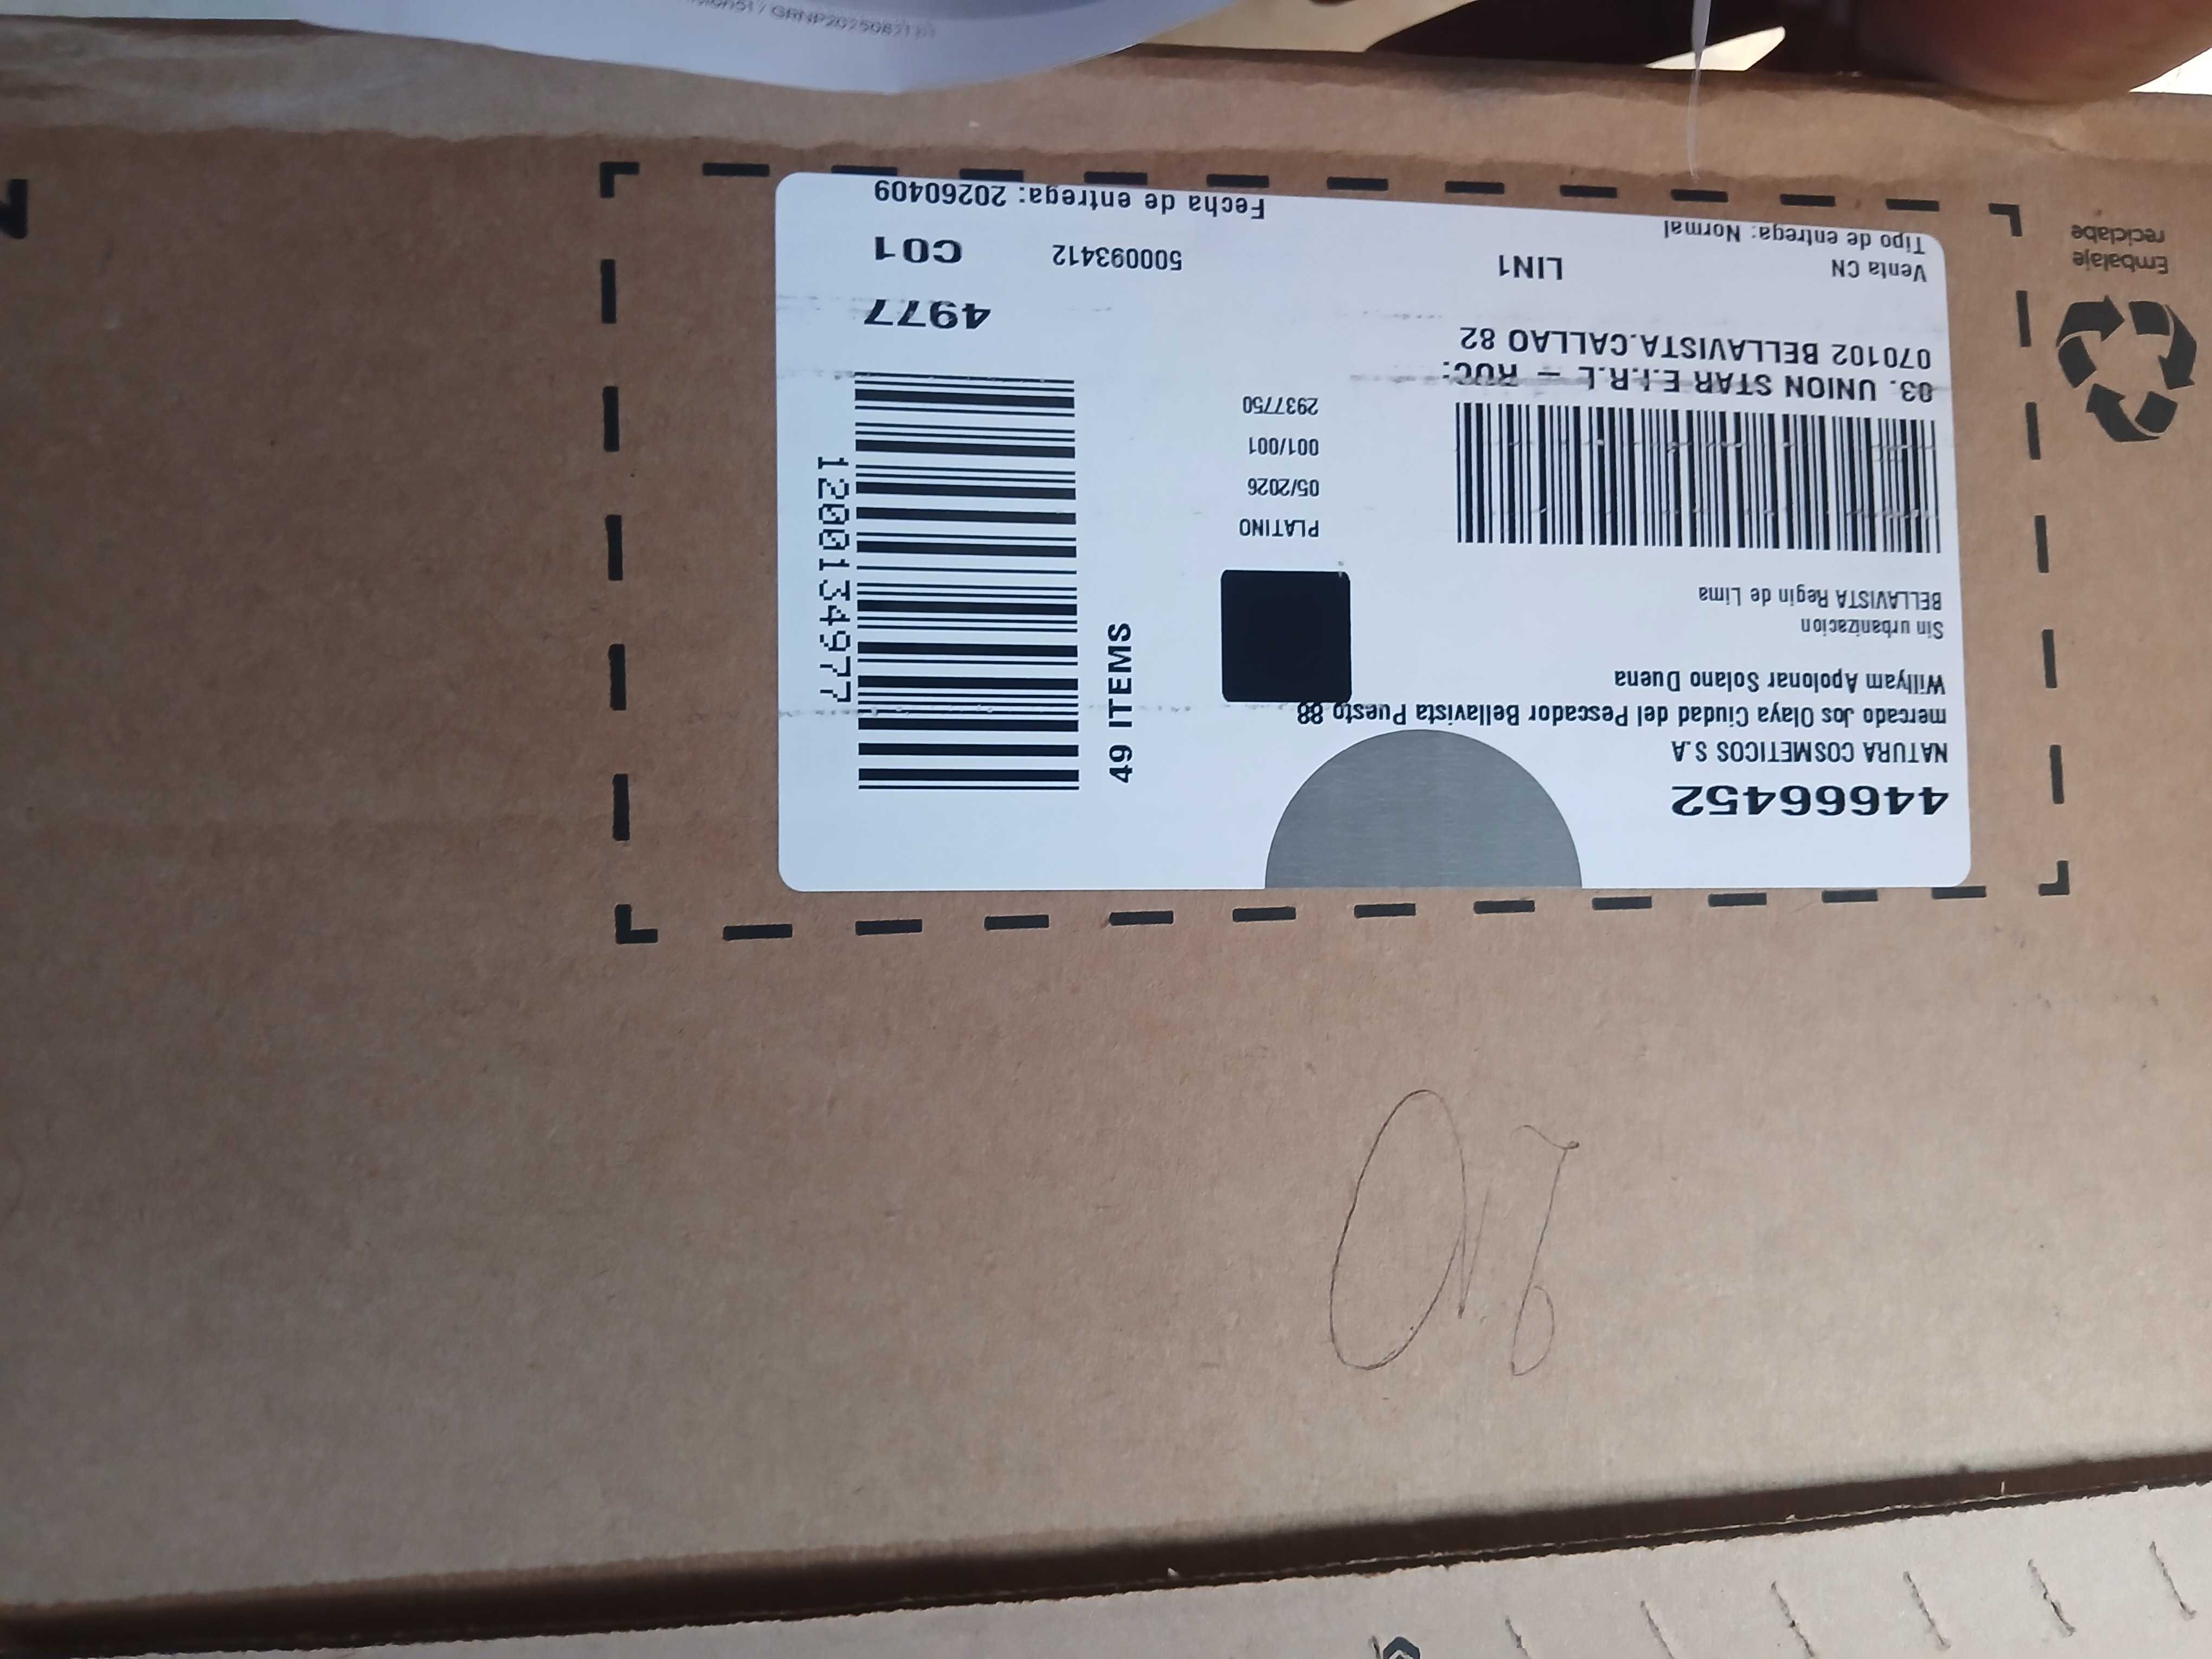 44666452
NATURA COSMETICOS S.A
mercado Jos Olaya Ciudad del Pescador Bellavista Puesto 88
Willyam Apolonar Solano Duena
Sin urbanizacion
BELLAVISTA Regin de Lima
03. UNION STAR E.I.R.L - RUC:
070102 BELLAVISTA.CALLAO 82
Venta CN
LIN1
Tipo de entrega: Normal
PLATINO
05/2026
001/001
2937750
49 ITEMS
1200134977
4977
500093412
C01
Fecha de entrega: 20260409
Embalaje
reciclabe